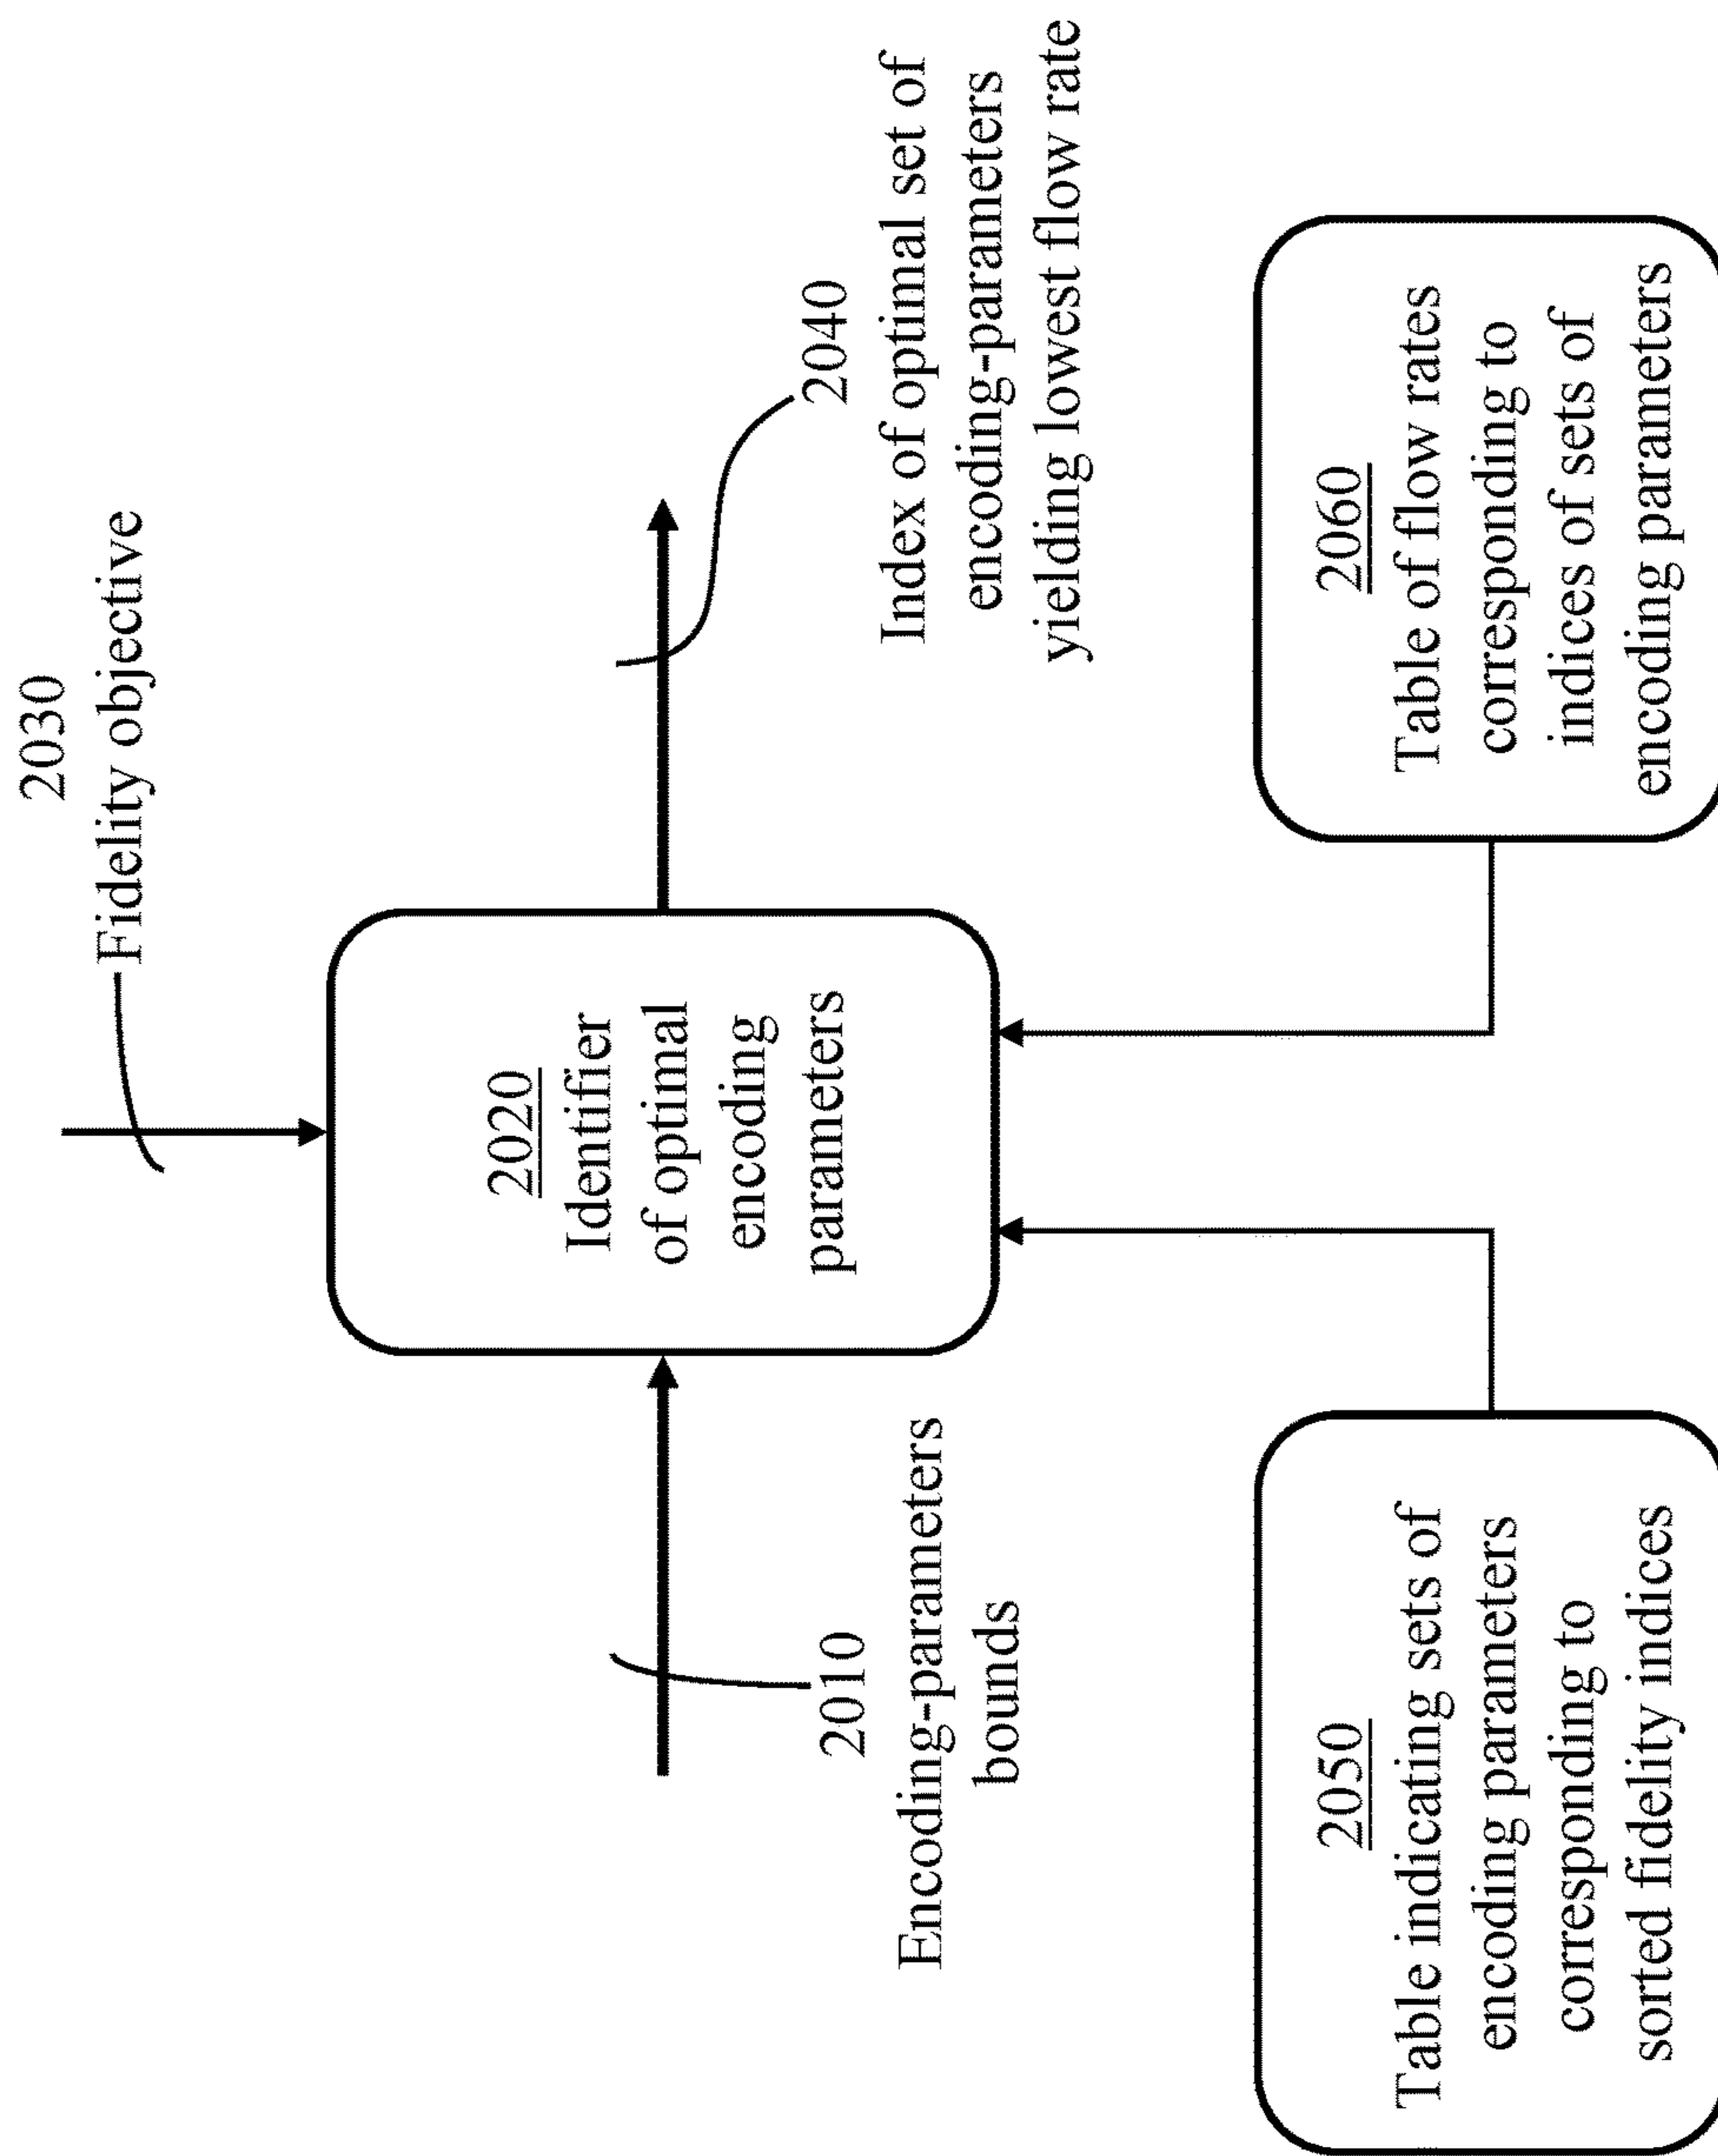 2030
Fidelity objective
2020
Identifier
of optimal
encoding
parameters
2010
Encoding-parameters
bounds
2040
Index of optimal set of
encoding-parameters
yielding lowest flow rate
2050
Table indicating sets of
encoding parameters
corresponding to
sorted fidelity indices
2060
Table of flow rates
corresponding to
indices of sets of
encoding parameters